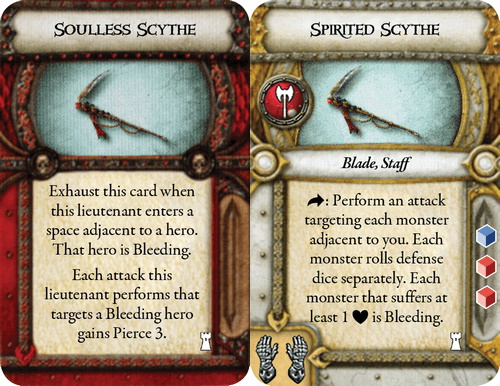 Soulless Scythe
Exhaust this card when
this lieutenant enters a
space adjacent to a hero.
That hero is Bleeding.
Each attack this
lieutenant performs that
targets a Bleeding hero
gains Pierce 3.
Spirited Scythe
Blade, Staff
: Perform an attack
targeting each monster
adjacent to you. Each
monster rolls defense
dice separately. Each
monster that suffers at
least 1 ♥ is Bleeding.